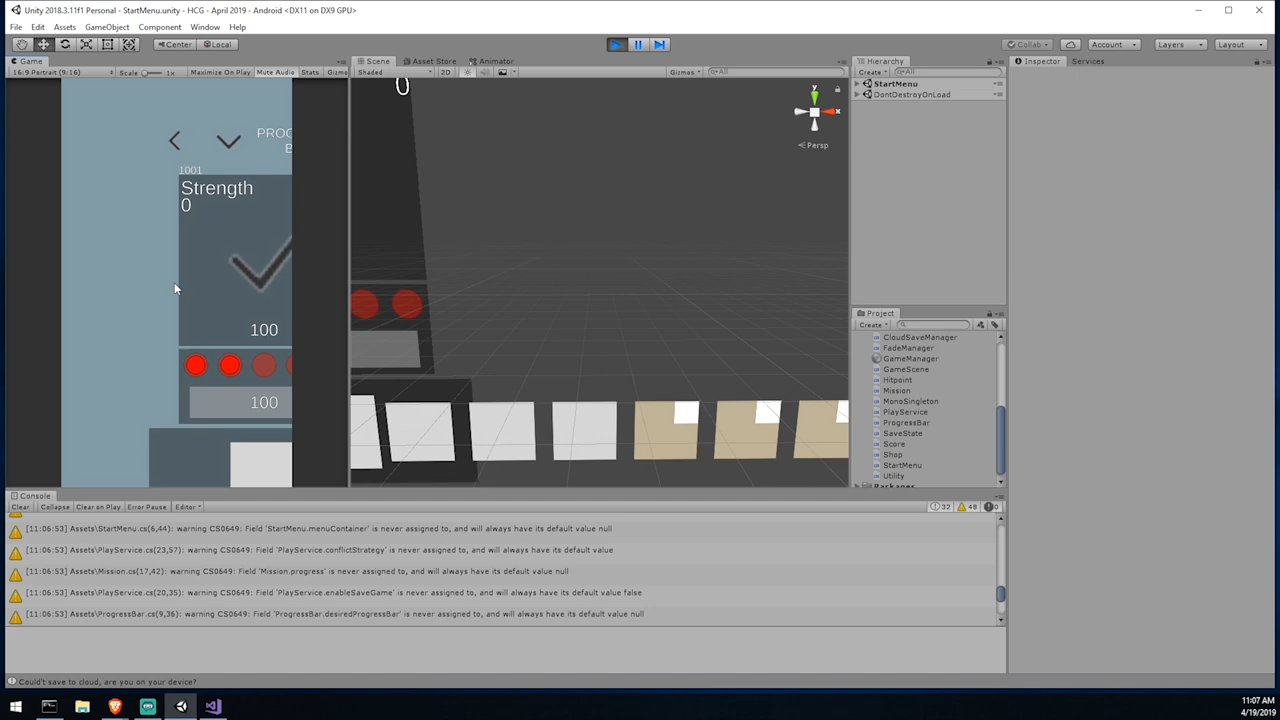 Unity 2018.3.11f1 Personal - StartMenu.unity - HCG - April 2019 - Android <DX11 on DX9 GPU>
File Edit Assets GameObject Component Window Help
Center Local Collab Account Layers Layout
Game Scene Asset Store Animator Hierarchy Inspector Services
16:9 Portrait (9:16) Scale 1x Maximize On Play Mute Audio Stats Gizmos Shaded 2D Gizmos All Create All
0
StartMenu
DontDestroyOnLoad
y
x
Persp
PROG
B
1001
Strength
0
100
100
Project
Create
CloudSaveManager
FadeManager
GameManager
GameScene
Hitpoint
Mission
MonoSingleton
PlayService
ProgressBar
SaveState
Score
Shop
StartMenu
Utility
Packages
Console
Clear Collapse Clear on Play Error Pause Editor 32 48 0
[11:06:53] Assets\StartMenu.cs(6,44): warning CS0649: Field 'StartMenu.menuContainer' is never assigned to, and will always have its default value null
[11:06:53] Assets\PlayService.cs(23,57): warning CS0649: Field 'PlayService.conflictStrategy' is never assigned to, and will always have its default value
[11:06:53] Assets\Mission.cs(17,42): warning CS0649: Field 'Mission.progress' is never assigned to, and will always have its default value null
[11:06:53] Assets\PlayService.cs(20,35): warning CS0649: Field 'PlayService.enableSaveGame' is never assigned to, and will always have its default value false
[11:06:53] Assets\ProgressBar.cs(9,36): warning CS0649: Field 'ProgressBar.desiredProgressBar' is never assigned to, and will always have its default value null
Could't save to cloud, are you on your device?
11:07 AM
4/19/2019